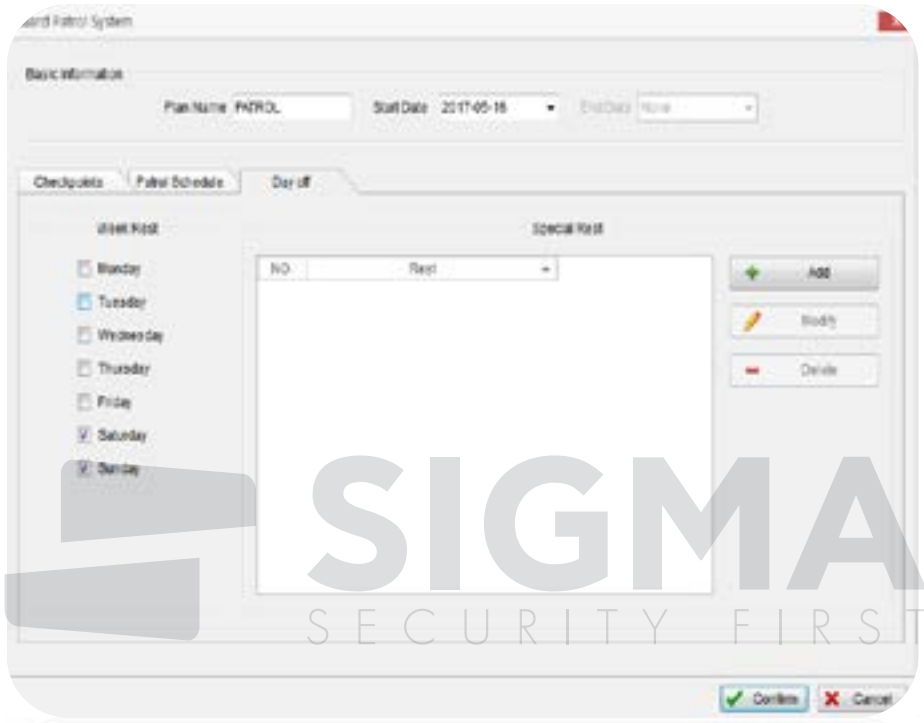 Guard Patrol System
Basic Information
Plan Name PATROL Start Date 2017-05-16 End Date None
Checkpoints Patrol Schedule Day off
Week Rest Special Rest
NO. Rest Add
Monday
Tuesday Modify
Wednesday
Thursday Delete
Friday
Saturday
Sunday
SIGMA
SECURITY FIRST
Confirm Cancel